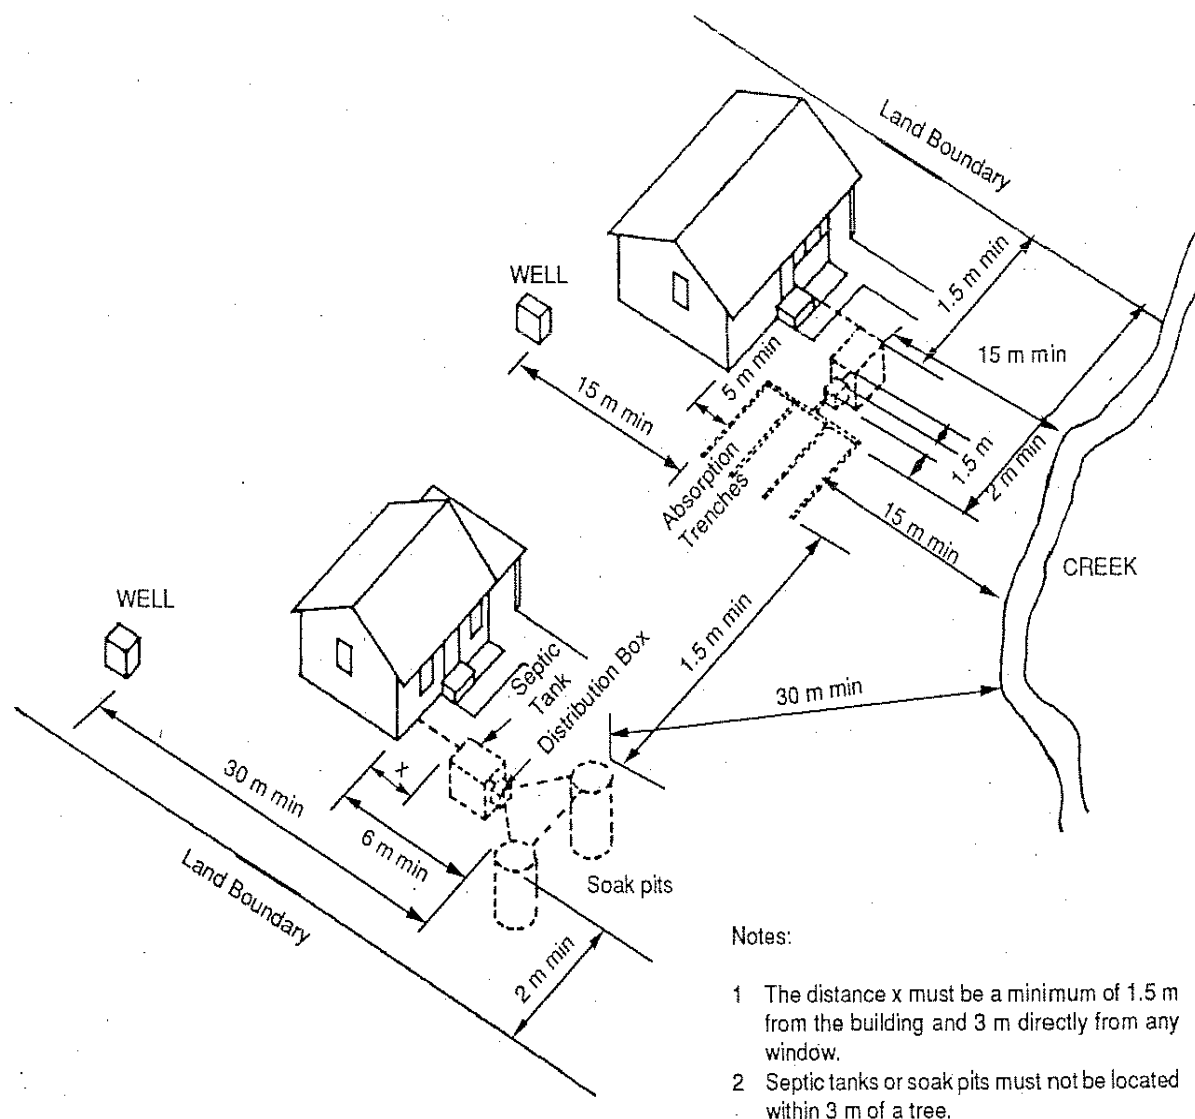 Land Boundary
1.5 m min
WELL
15 m min
5 m min
15 m min
Absorption
Trenches
1.5 m
2 m min
15 m min
CREEK
WELL
1.5 m min
Septic
Tank
Distribution Box
30 m min
x
30 m min
6 m min
Land Boundary
Soak pits
2 m min
Notes:
1 The distance x must be a minimum of 1.5 m
from the building and 3 m directly from any
window.
2 Septic tanks or soak pits must not be located
within 3 m of a tree.